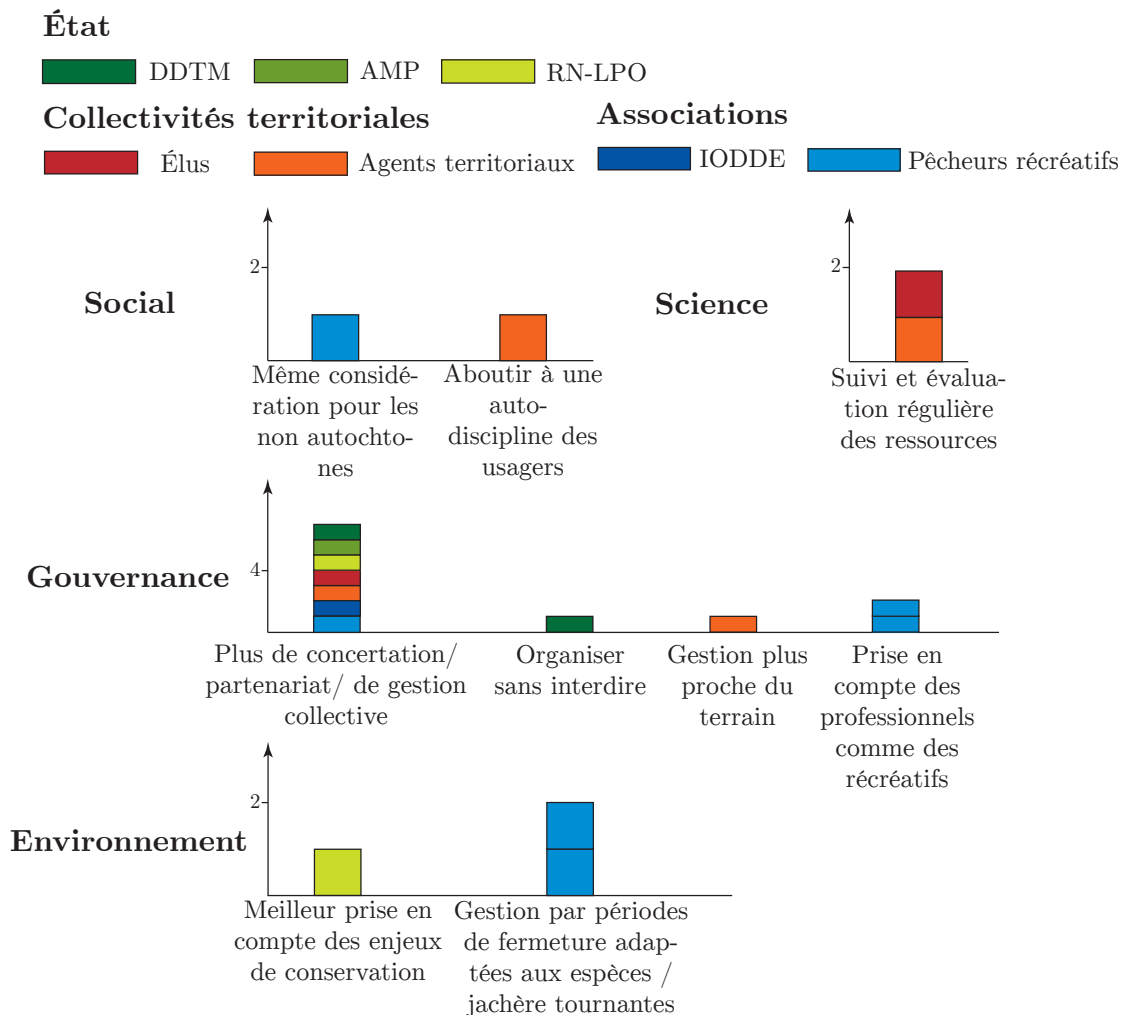 État
DDTM
AMP
RN-LPO
Collectivités territoriales
Associations
Élus
Agents territoriaux
IODDE
Pêcheurs récréatifs
Social
2
Même considé-
ration pour les
non autochto-
nes
Aboutir à une
auto-
discipline des
usagers
Science
2
Suivi et évalua-
tion régulière
des ressources
Gouvernance
4
Plus de concertation/
partenariat/ de gestion
collective
Organiser
sans interdire
Gestion plus
proche du
terrain
Prise en
compte des
professionnels
comme des
récréatifs
Environnement
2
Meilleur prise en
compte des enjeux
de conservation
Gestion par périodes
de fermeture adap-
tées aux espèces /
jachère tournantes